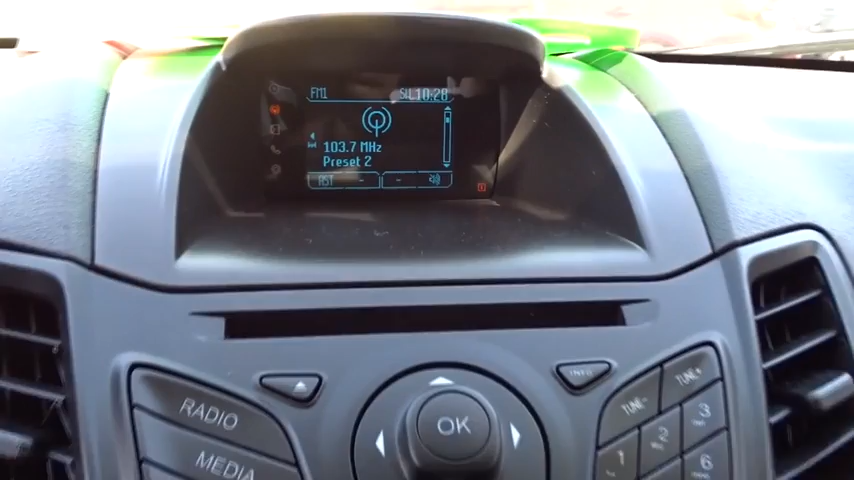 FM1
10:28
103.7 MHz
Preset 2
AST
INFO
RADIO
OK
TUNE-
TUNE+
MEDIA
1
2
3
6